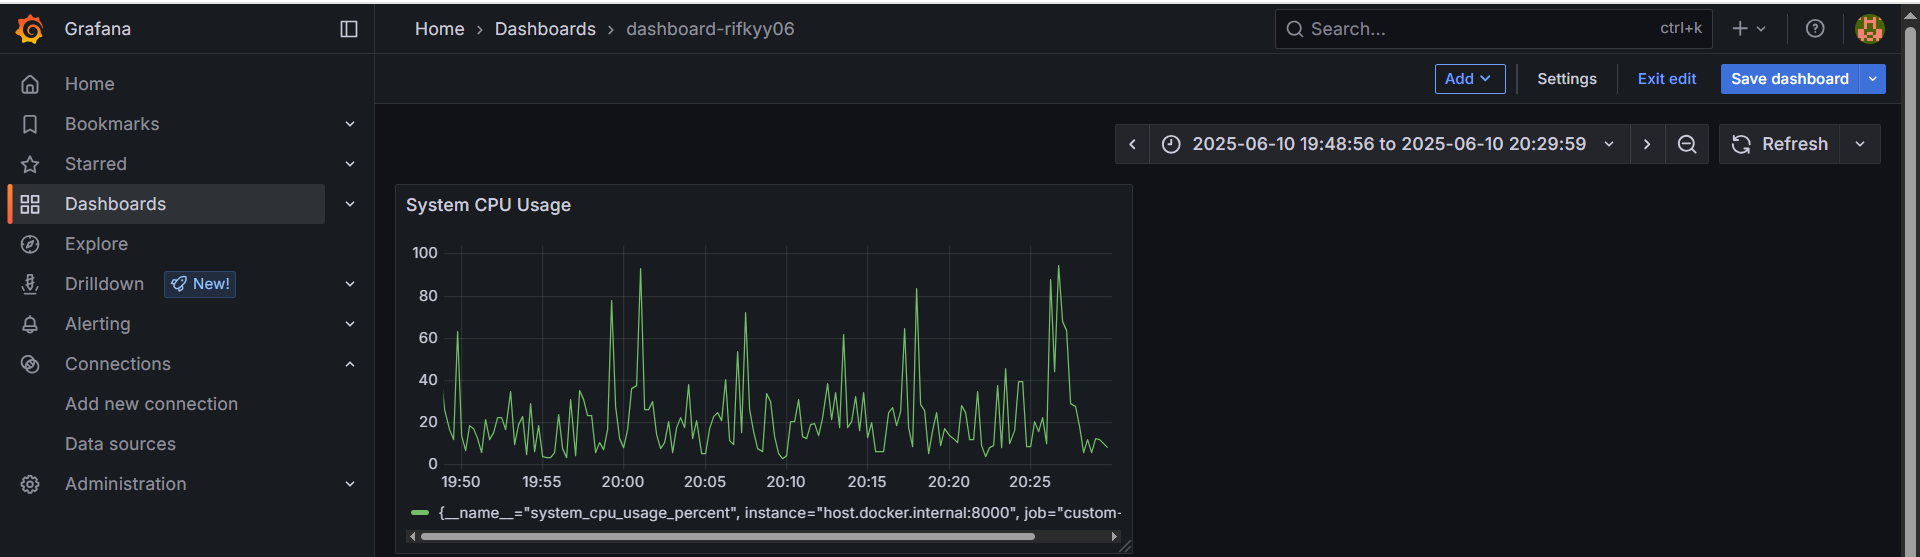 Grafana
Home
Dashboards
dashboard-rifkyy06
Search...
ctrl+k
Home
Bookmarks
Starred
Dashboards
Explore
Drilldown
New!
Alerting
Connections
Add new connection
Data sources
Administration
Add
Settings
Exit edit
Save dashboard
2025-06-10 19:48:56 to 2025-06-10 20:29:59
Refresh
System CPU Usage
100
80
60
40
20
0
19:50
19:55
20:00
20:05
20:10
20:15
20:20
20:25
{__name__="system_cpu_usage_percent", instance="host.docker.internal:8000", job="custom-